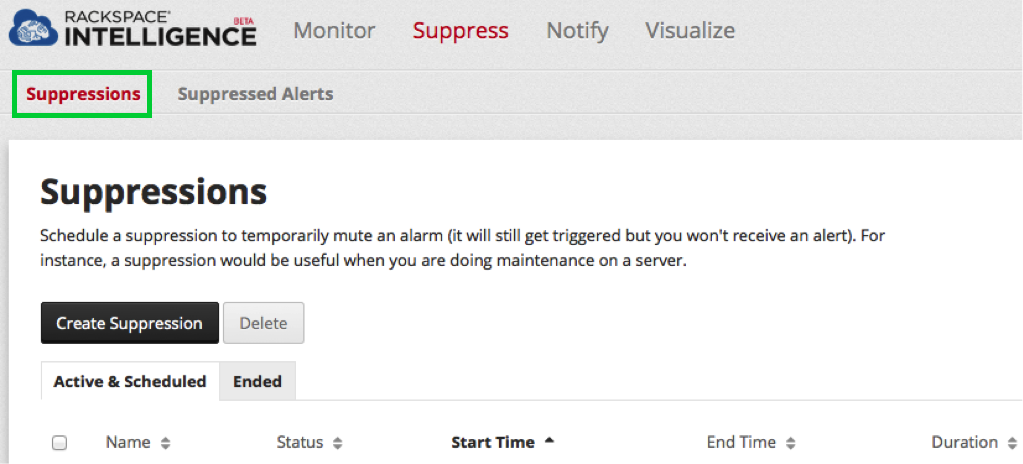 RACKSPACE® BETA
INTELLIGENCE
Monitor Suppress Notify Visualize
Suppressions Suppressed Alerts
Suppressions
Schedule a suppression to temporarily mute an alarm (it will still get triggered but you won't receive an alert). For
instance, a suppression would be useful when you are doing maintenance on a server.
Create Suppression Delete
Active & Scheduled Ended
Name Status Start Time End Time Duration